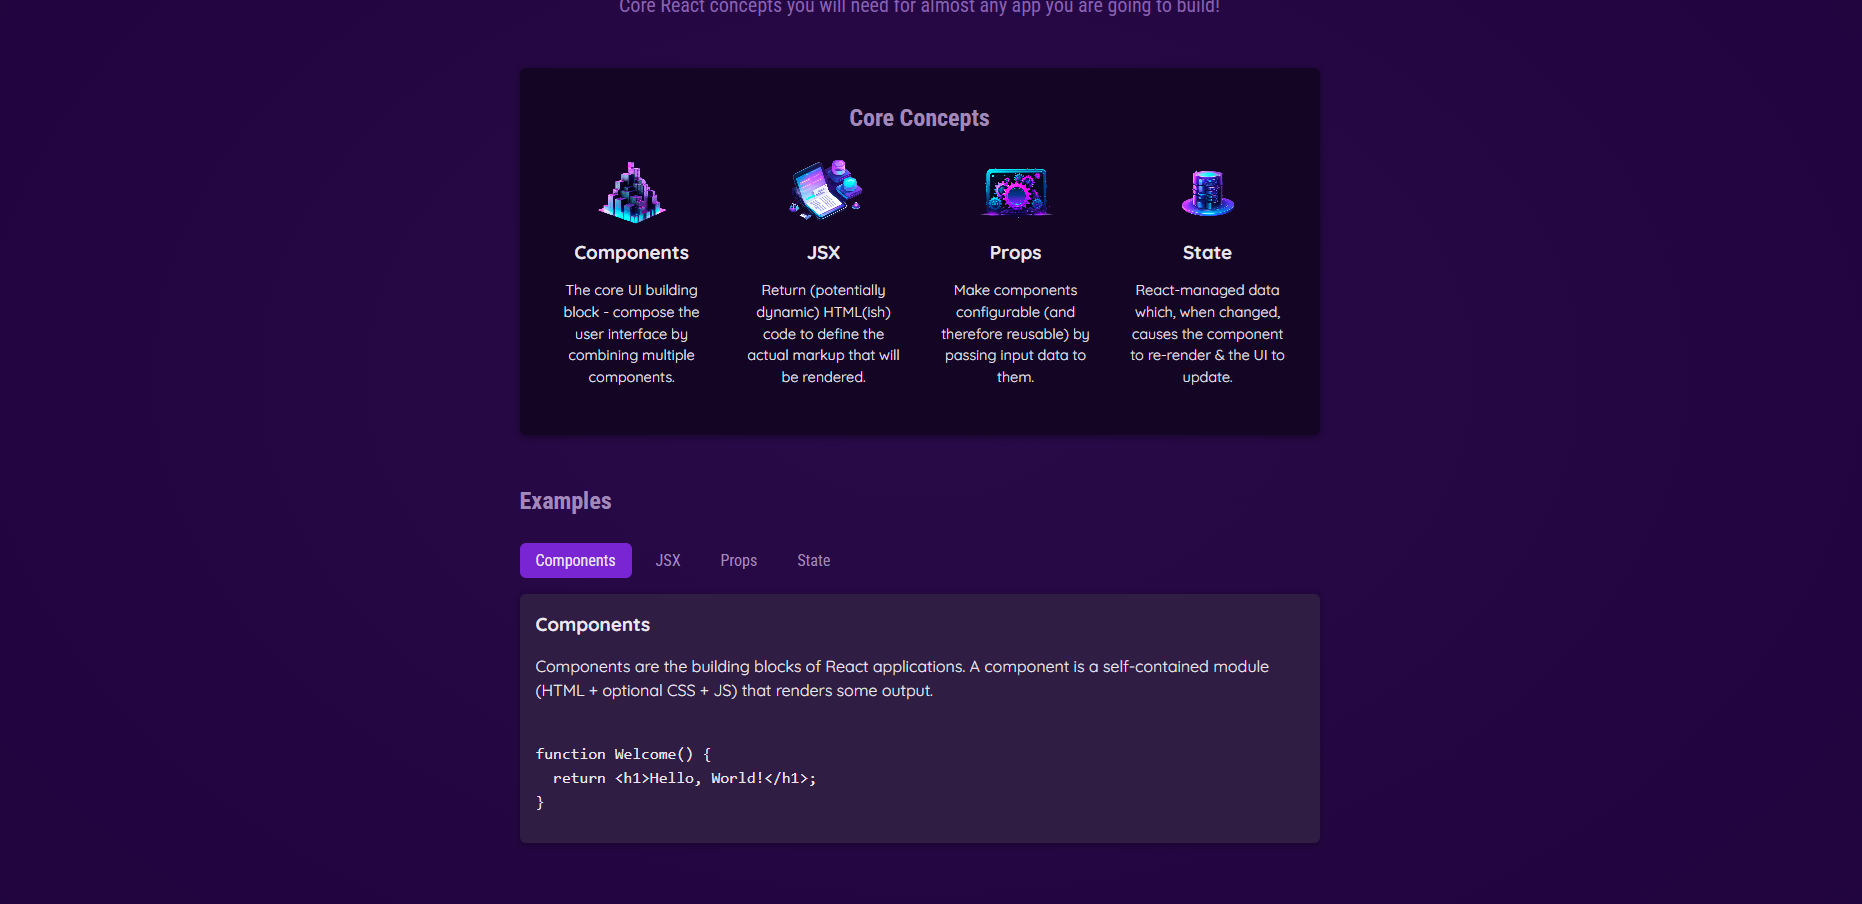 Core React concepts you will need for almost any app you are going to build!
Core Concepts
Components
The core UI building
block - compose the
user interface by
combining multiple
components.
JSX
Return (potentially
dynamic) HTML(ish)
code to define the
actual markup that will
be rendered.
Props
Make components
configurable (and
therefore reusable) by
passing input data to
them.
State
React-managed data
which, when changed,
causes the component
to re-render & the UI to
update.
Examples
Components JSX Props State
Components
Components are the building blocks of React applications. A component is a self-contained module
(HTML + optional CSS + JS) that renders some output.
function Welcome() {
  return <h1>Hello, World!</h1>;
}